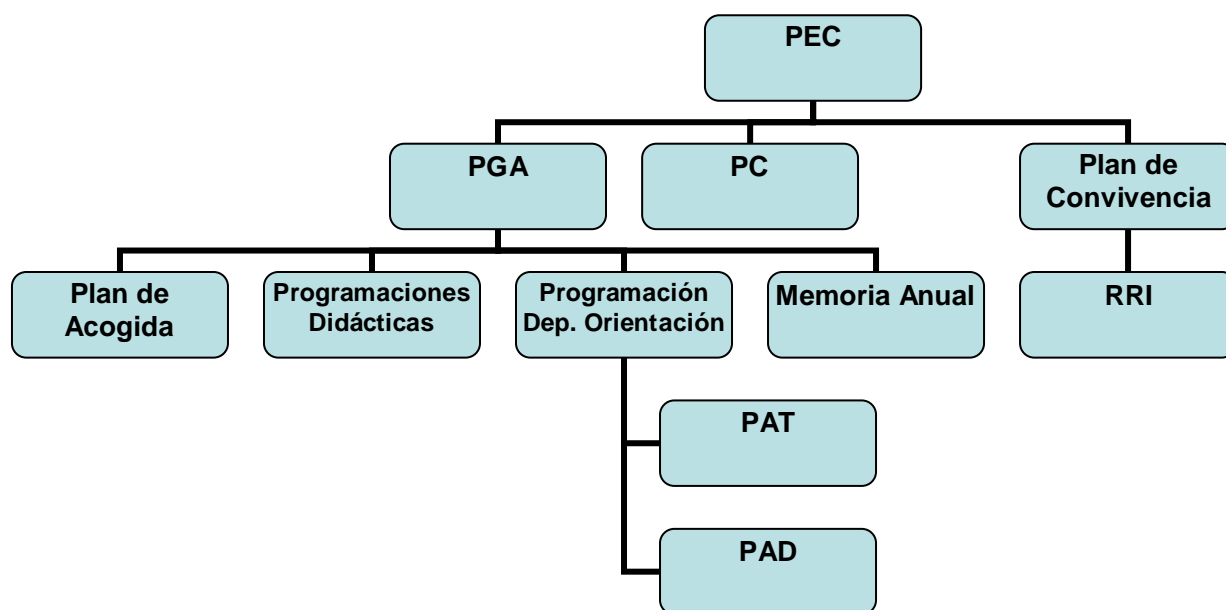 PEC
PGA
PC
Plan de
Convivencia
Plan de
Acogida
Programaciones
Didácticas
Programación
Dep. Orientación
Memoria Anual
RRI
PAT
PAD